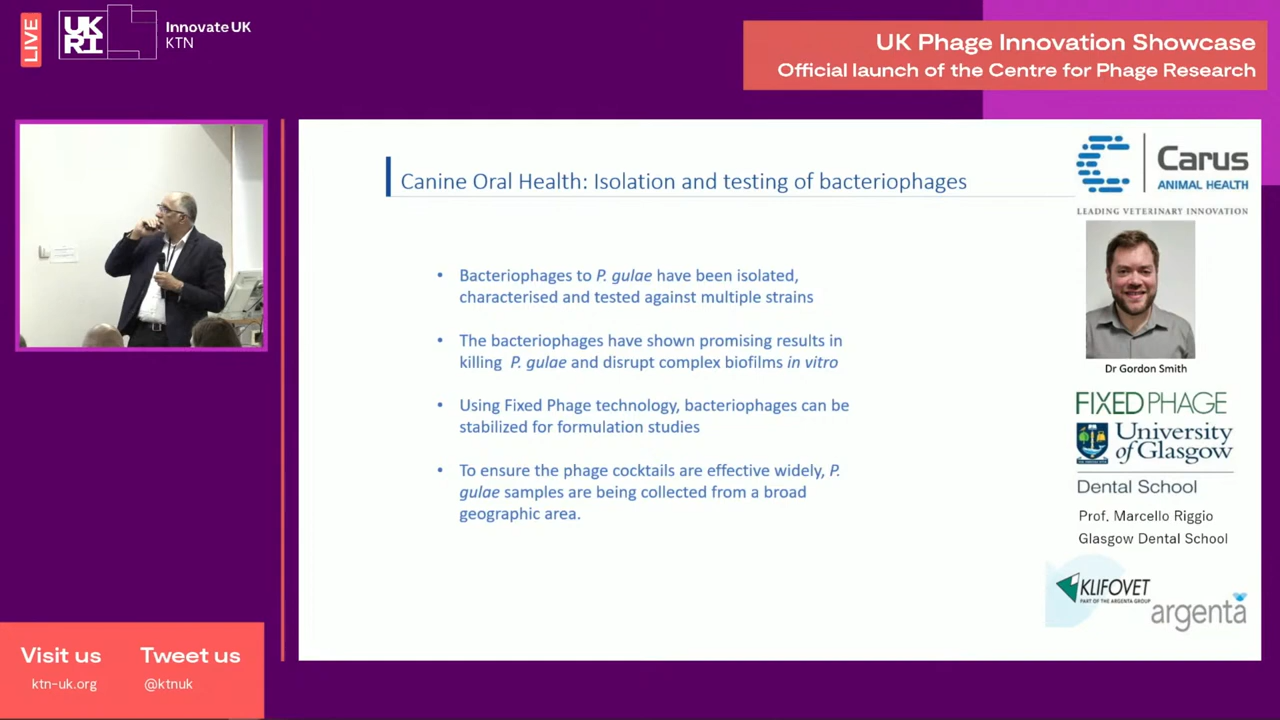 LIVE
UK
RI
Innovate UK
KTN
UK Phage Innovation Showcase
Official launch of the Centre for Phage Research
Canine Oral Health: Isolation and testing of bacteriophages
• Bacteriophages to P. gulae have been isolated,
characterised and tested against multiple strains
• The bacteriophages have shown promising results in
killing P. gulae and disrupt complex biofilms in vitro
• Using Fixed Phage technology, bacteriophages can be
stabilized for formulation studies
• To ensure the phage cocktails are effective widely, P.
gulae samples are being collected from a broad
geographic area.
Carus
ANIMAL HEALTH
LEADING VETERINARY INNOVATION
Dr Gordon Smith
FIXED PHAGE
University
of Glasgow
Dental School
Prof. Marcello Riggio
Glasgow Dental School
KLIFOVET
PART OF THE ARGENTA GROUP
argenta
Visit us
ktn-uk.org
Tweet us
@ktnuk